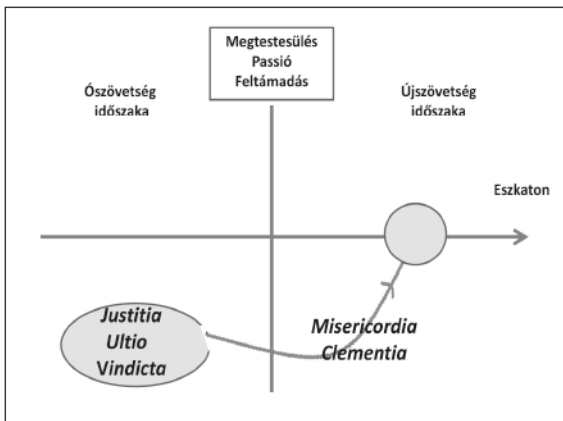 Megtestesülés
Passió
Feltámadás
Ószövetség
időszaka
Újszövetség
időszaka
Eszkaton
Justitia
Ultio
Vindicta
Misericordia
Clementia